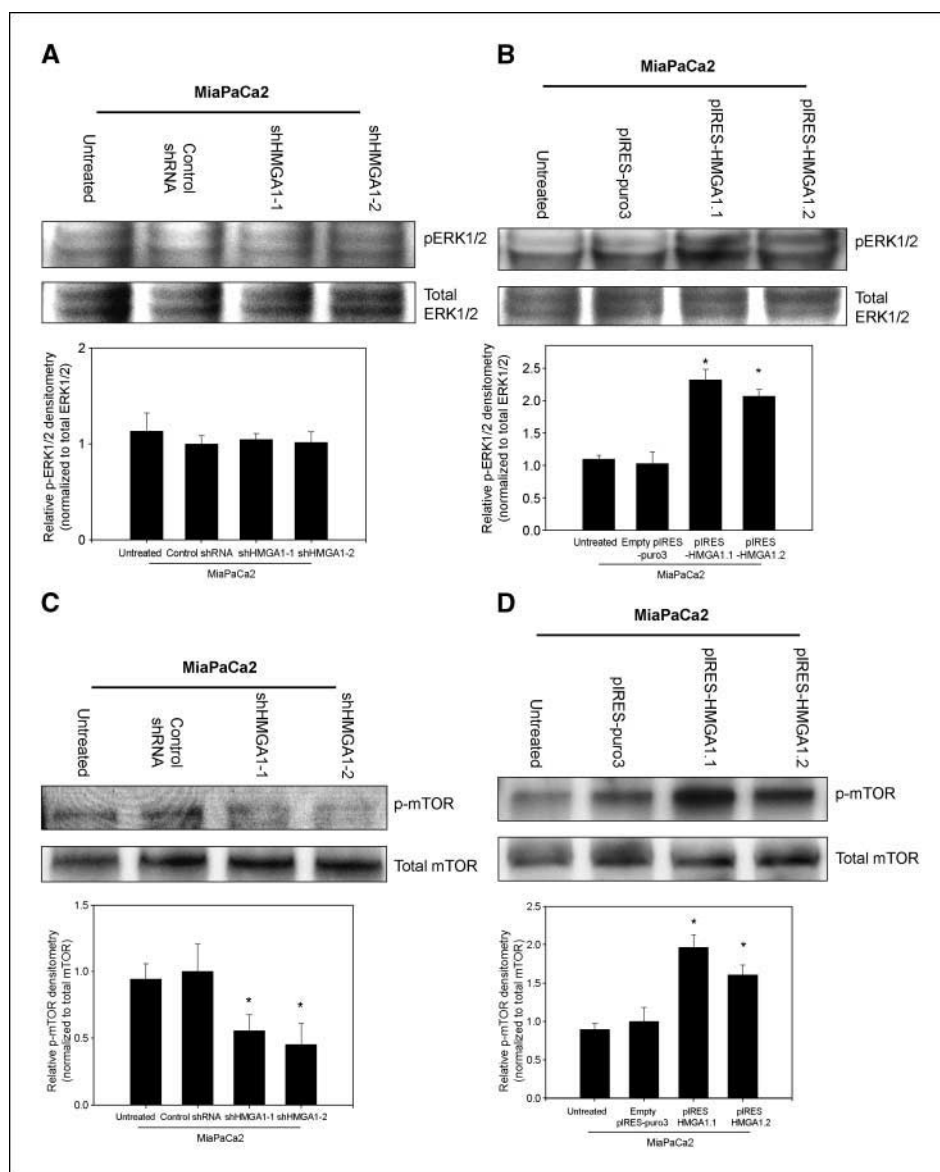 A
MiaPaCa2
Untreated
Control
shRNA
shHMGA1-1
shHMGA1-2
pERK1/2
Total
ERK1/2
Relative p-ERK1/2 densitometry
(normalized to total ERK1/2)
2
1
0
Untreated Control shRNA shHMGA1-1 shHMGA1-2
MiaPaCa2
B
MiaPaCa2
Untreated
pIRES-puro3
pIRES-HMGA1.1
pIRES-HMGA1.2
pERK1/2
Total
ERK1/2
Relative p-ERK1/2 densitometry
(normalized to total ERK1/2)
2.5
2.0
1.5
1.0
0.5
0.0
*
*
Untreated Empty pIRES pIRES pIRES
-puro3 -HMGA1.1 -HMGA1.2
MiaPaCa2
C
MiaPaCa2
Untreated
Control
shRNA
shHMGA1-1
shHMGA1-2
p-mTOR
Total mTOR
Relative p-mTOR densitometry
(normalized to total mTOR)
1.5
1.0
0.5
0.0
*
*
Untreated Control shRNA shHMGA1-1 shHMGA1-2
MiaPaCa2
D
MiaPaCa2
Untreated
pIRES-puro3
pIRES-HMGA1.1
pIRES-HMGA1.2
p-mTOR
Total mTOR
Relative p-mTOR densitometry
(normalized to total mTOR)
2.5
2.0
1.5
1.0
0.5
0.0
*
*
Untreated Empty pIRES pIRES
pIRES-puro3 HMGA1.1 HMGA1.2
MiaPaCa2